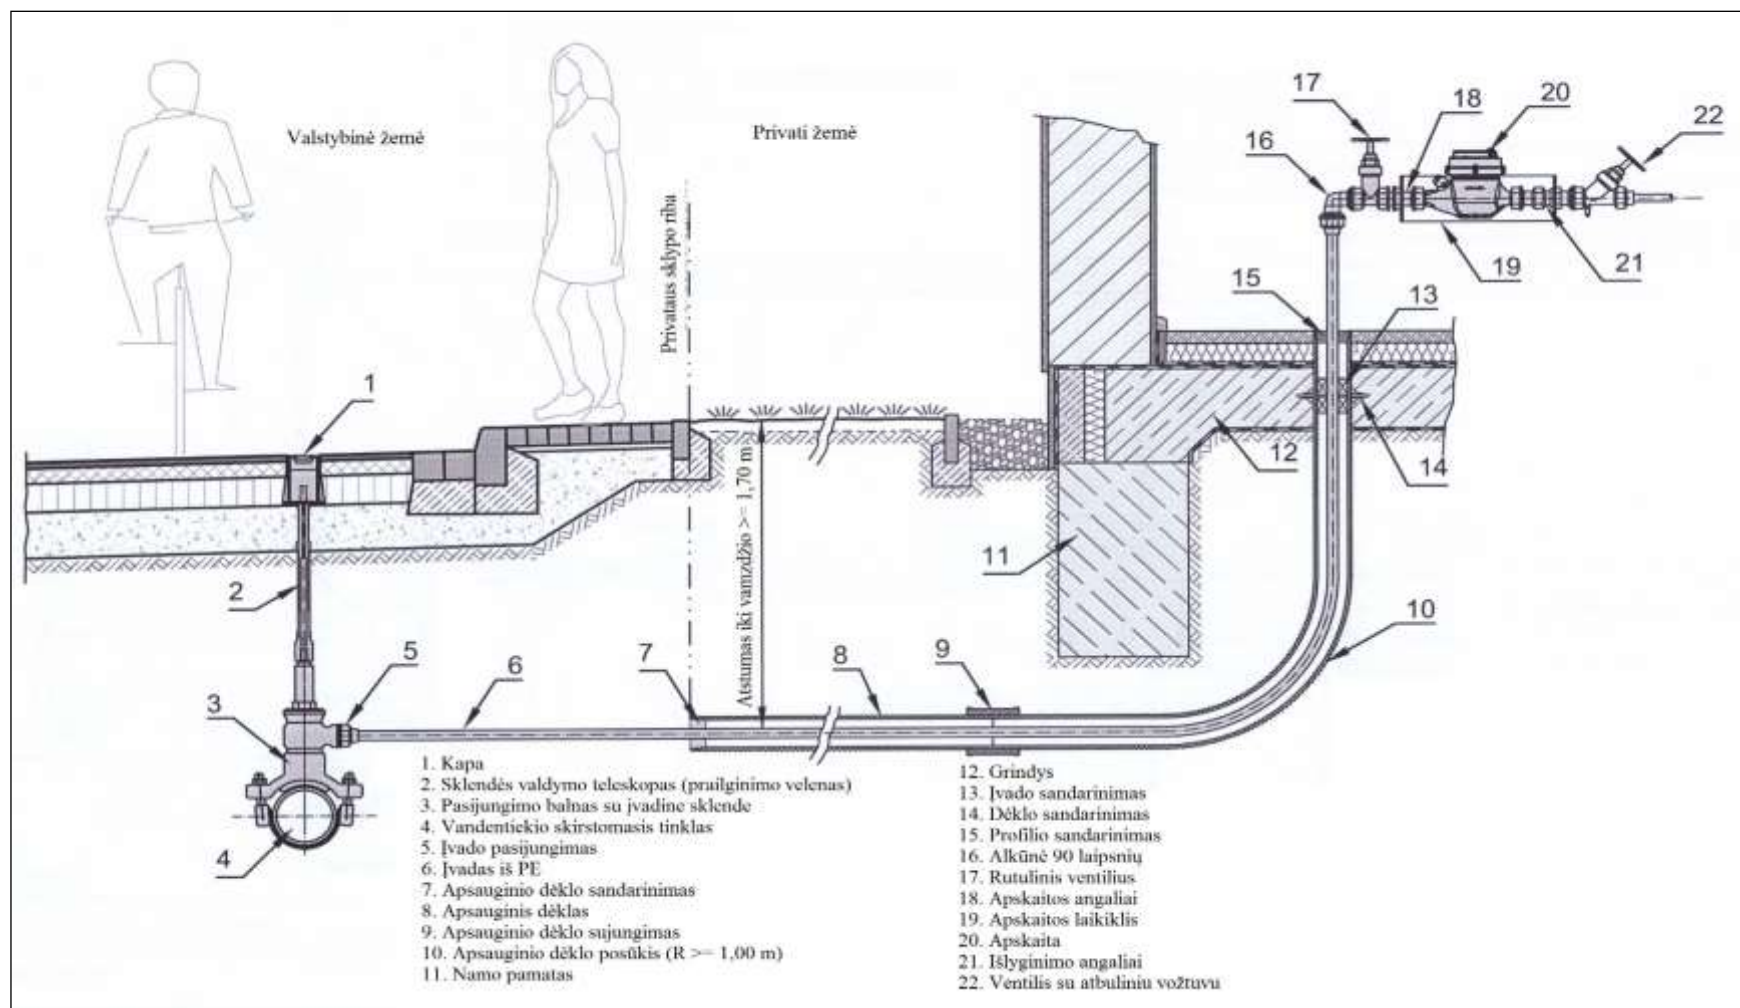 Valstybinė žemė
Privati žemė
Privataus sklypo riba
Atstumas iki vamzdžio >= 1,70 m
1
2
3
4
5
6
7
8
9
10
11
12
13
14
15
16
17
18
19
20
21
22
1. Kapa
2. Sklendės valdymo teleskopas (prailginimo velenas)
3. Pasijungimo balnas su įvadine sklende
4. Vandentiekio skirstomasis tinklas
5. Įvado pasijungimas
6. Įvadas iš PE
7. Apsauginio dėklo sandarinimas
8. Apsauginis dėklas
9. Apsauginio dėklo sujungimas
10. Apsauginio dėklo posūkis (R >= 1,00 m)
11. Namo pamatas
12. Grindys
13. Įvado sandarinimas
14. Dėklo sandarinimas
15. Profilio sandarinimas
16. Alkūnė 90 laipsnių
17. Rutulinis ventilius
18. Apskaitos angaliai
19. Apskaitos laikiklis
20. Apskaita
21. Išlyginimo angaliai
22. Ventilis su atbuliniu vožtuvu